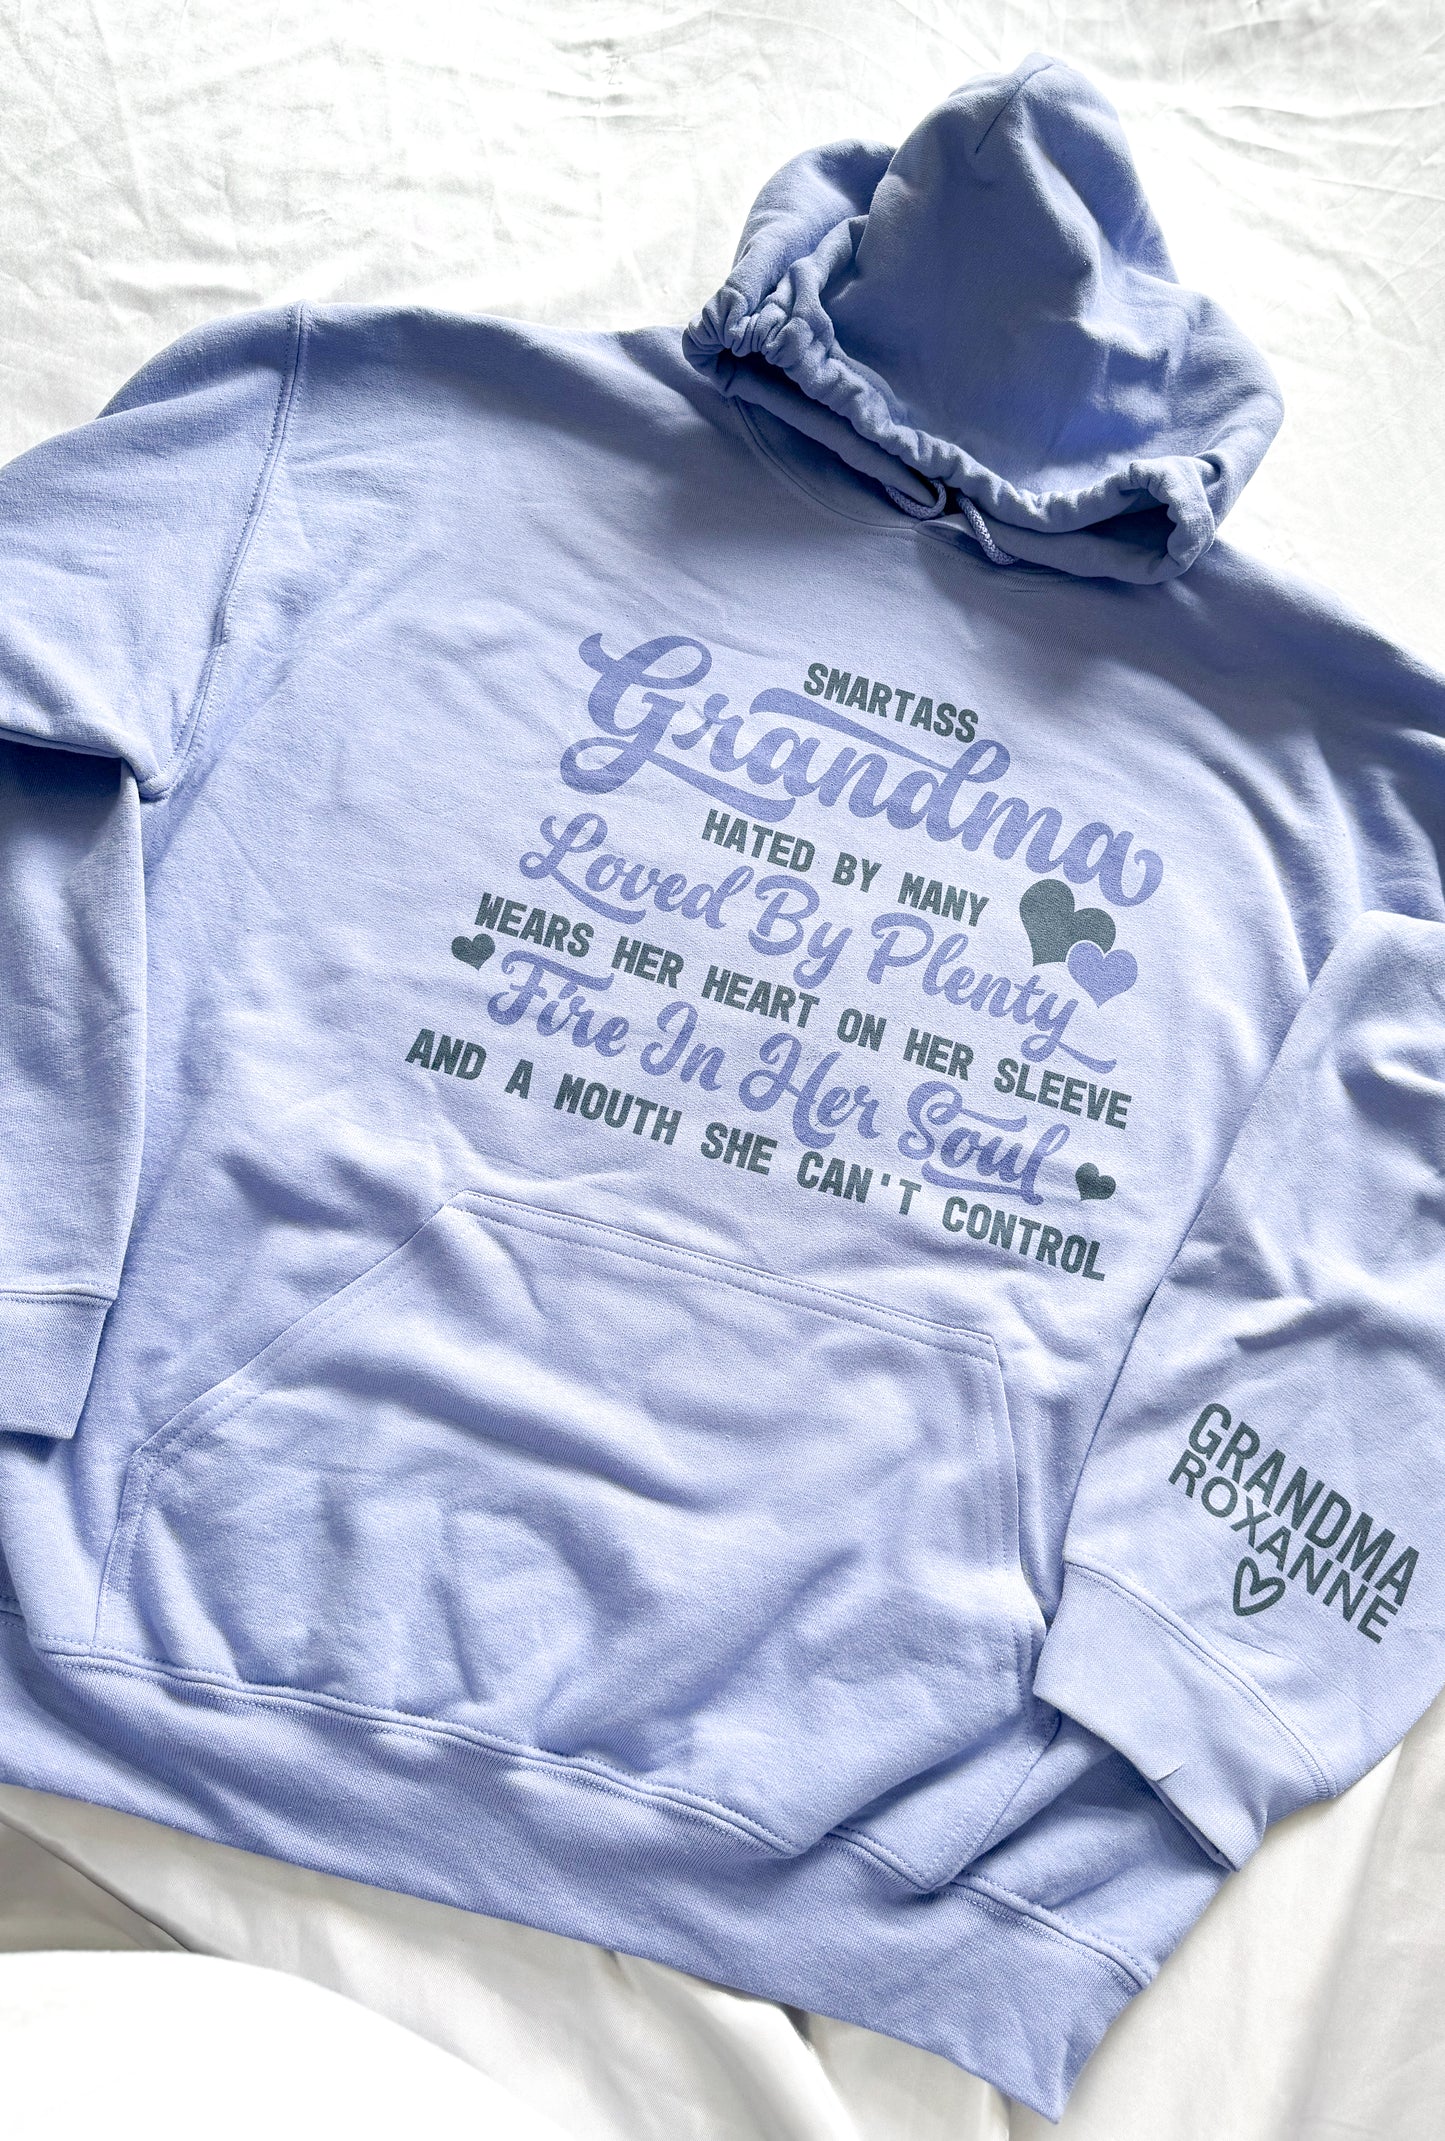 SMARTASS
Grandma
HATED BY MANY
Loved By Plenty
WEARS HER HEART ON HER SLEEVE
Fire In Her Soul
AND A MOUTH SHE CAN'T CONTROL
GRANDMA
ROXANNE